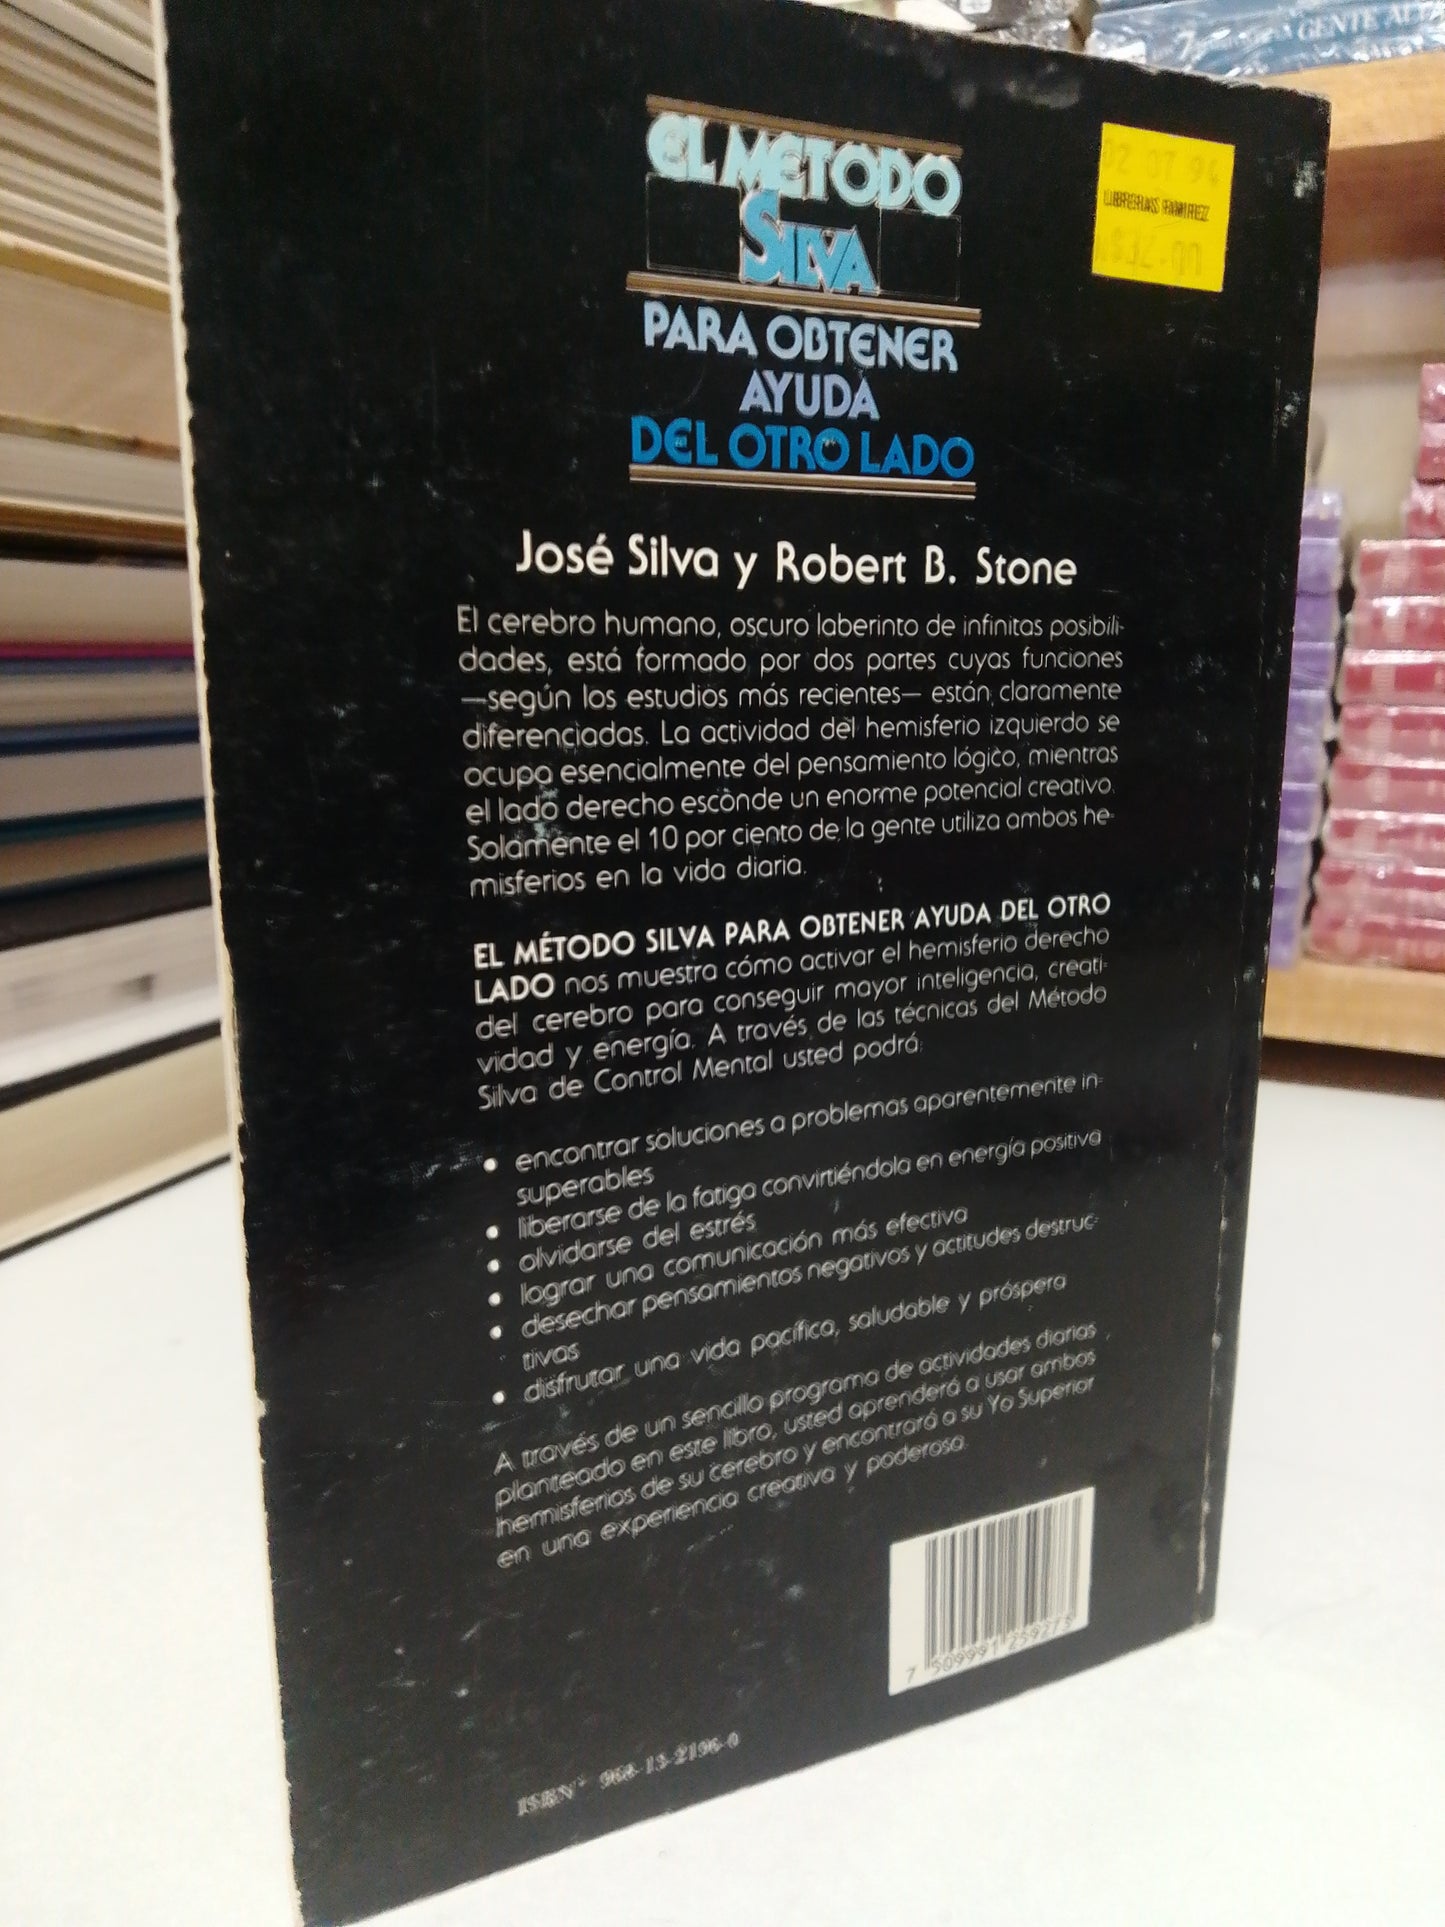 GENTE ALTA
EL METODO
SILVA
PARA OBTENER
AYUDA
DEL OTRO LADO
02 OT 94
LIBRERIAS RAMIREZ
José Silva y Robert B. Stone
El cerebro humano, oscuro laberinto de infinitas posibili-
dades, está formado por dos partes cuyas funciones
—según los estudios más recientes— están claramente
diferenciadas. La actividad del hemisferio izquierdo se
ocupa esencialmente del pensamiento lógico, mientras
el lado derecho esconde un enorme potencial creativo.
Solamente el 10 por ciento de la gente utiliza ambos he-
misferios en la vida diaria.
EL MÉTODO SILVA PARA OBTENER AYUDA DEL OTRO
LADO nos muestra cómo activar el hemisferio derecho
del cerebro para conseguir mayor inteligencia, creati-
vidad y energía. A través de las técnicas del Método
Silva de Control Mental usted podrá:
• encontrar soluciones a problemas aparentemente in-
superables
• liberarse de la fatiga convirtiéndola en energía positiva
• olvidarse del estrés
• lograr una comunicación más efectiva
• desechar pensamientos negativos y actitudes destruc-
tivas
• disfrutar una vida pacífica, saludable y próspera
A través de un sencillo programa de actividades diarias
planteado en este libro, usted aprenderá a usar ambos
hemisferios de su cerebro y encontrará a su Yo Superior
en una experiencia creativa y poderosa.
7 509991 259273
ISBN 968-13-2196-0